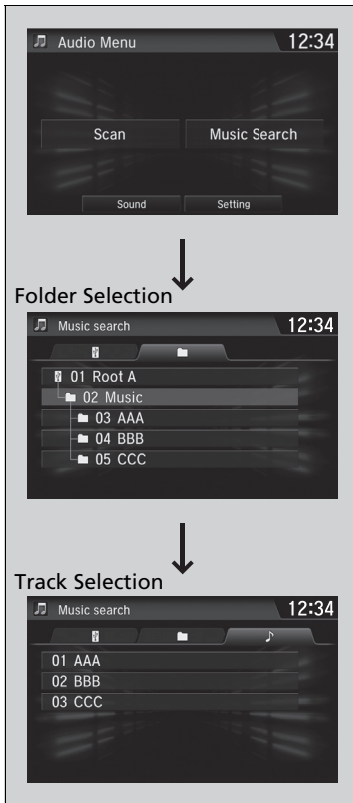 Audio Menu 12:34
Scan Music Search
Sound Setting
Folder Selection
Music search 12:34
01 Root A
02 Music
03 AAA
04 BBB
05 CCC
Track Selection
Music search 12:34
01 AAA
02 BBB
03 CCC